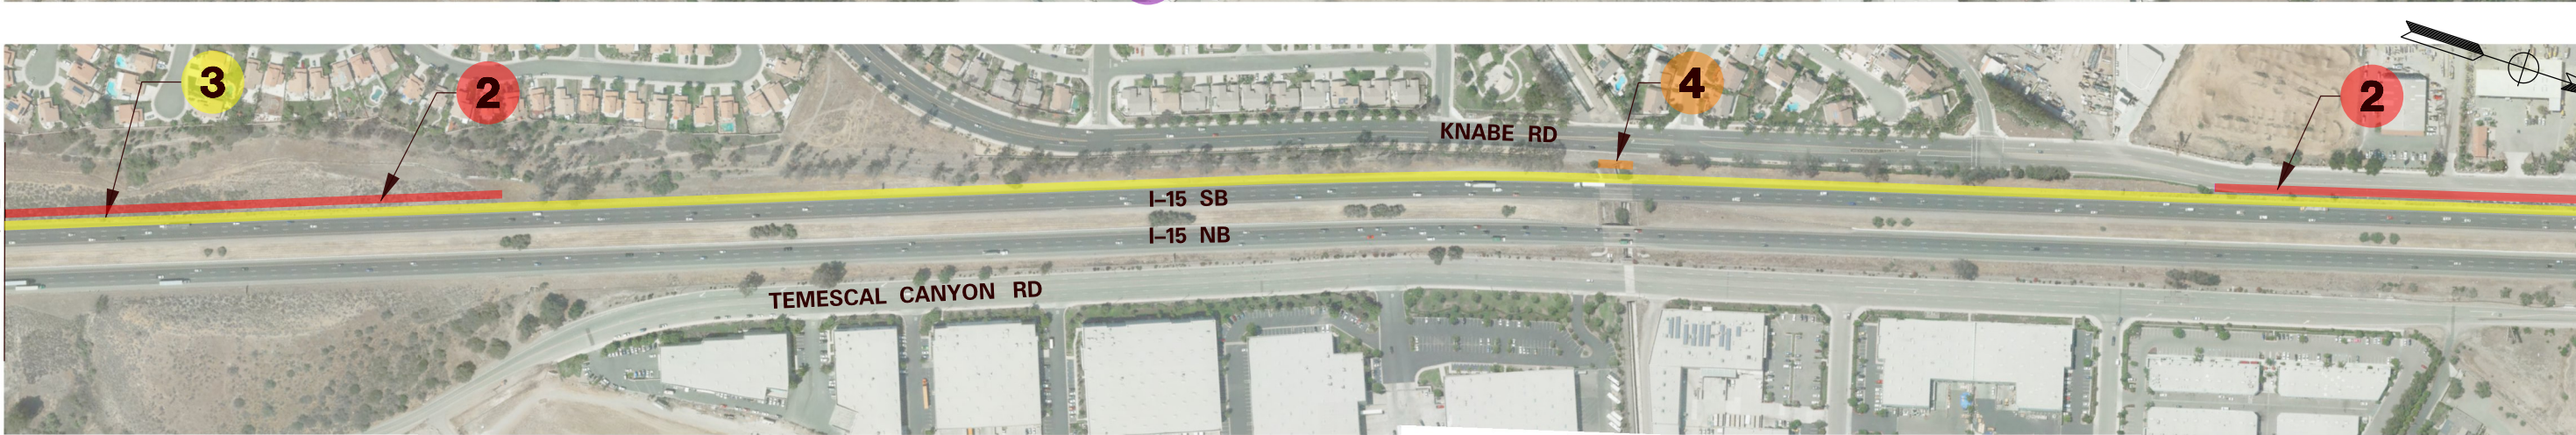 3
2
4
2
KNABE RD
I–15 SB
I–15 NB
TEMESCAL CANYON RD